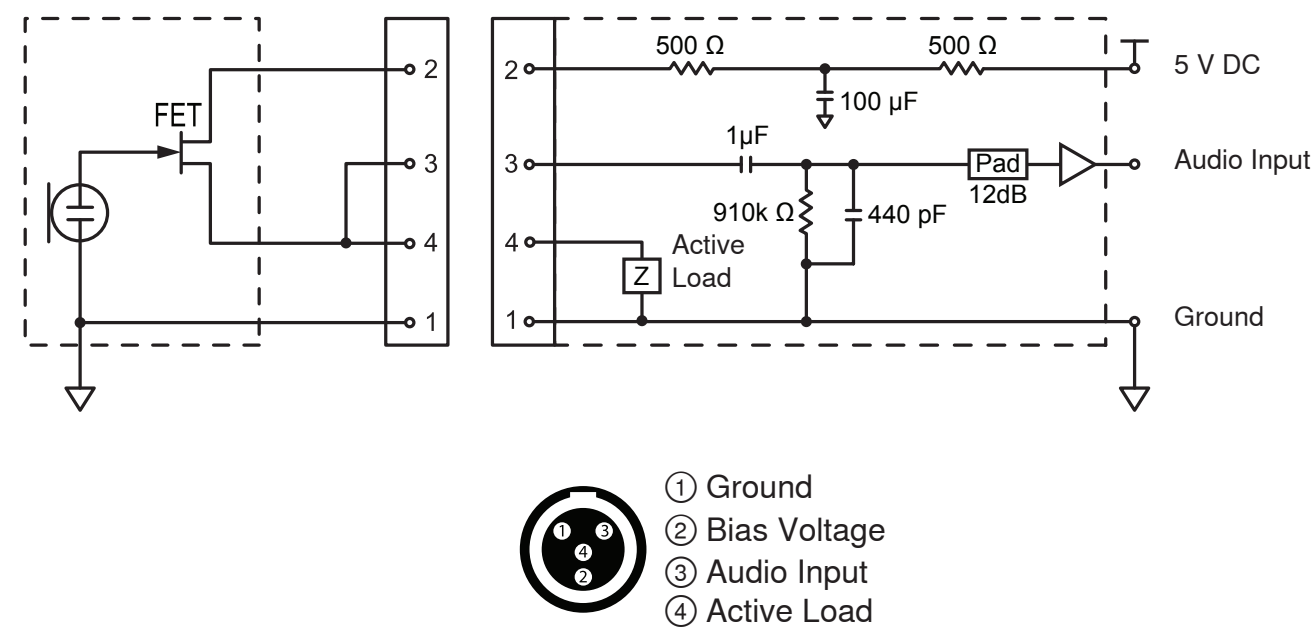 500 Ω 500 Ω
2 2 5 V DC
100 µF
FET
1µF
3 3 Pad Audio Input
12dB
910k Ω 440 pF
4 4 Active
Z Load
1 1 Ground
1 Ground
2 Bias Voltage
3 Audio Input
4 Active Load
1 3
4
2